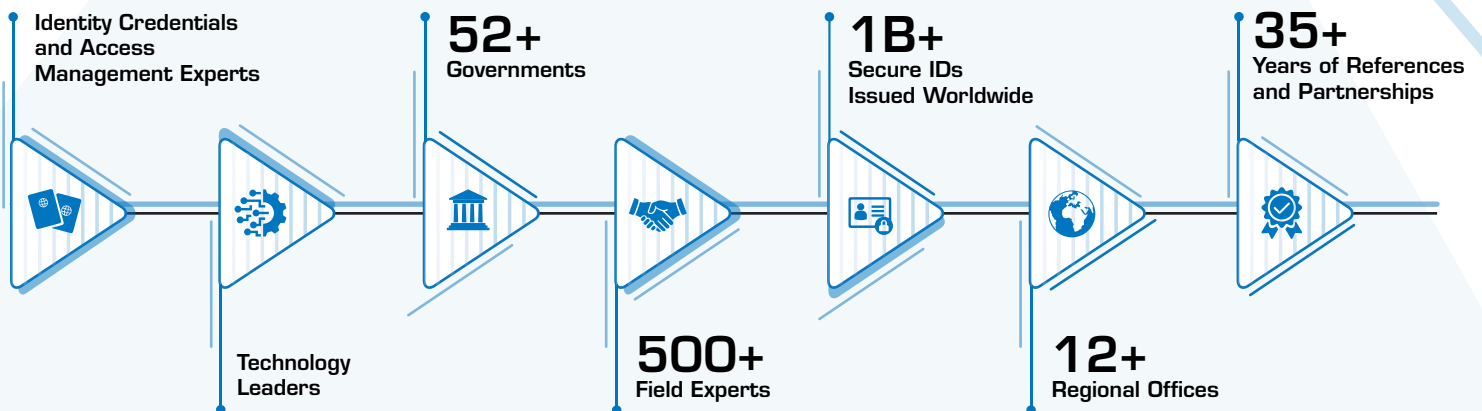 Identity Credentials
and Access
Management Experts
Technology
Leaders
52+
Governments
500+
Field Experts
1B+
Secure IDs
Issued Worldwide
12+
Regional Offices
35+
Years of References
and Partnerships